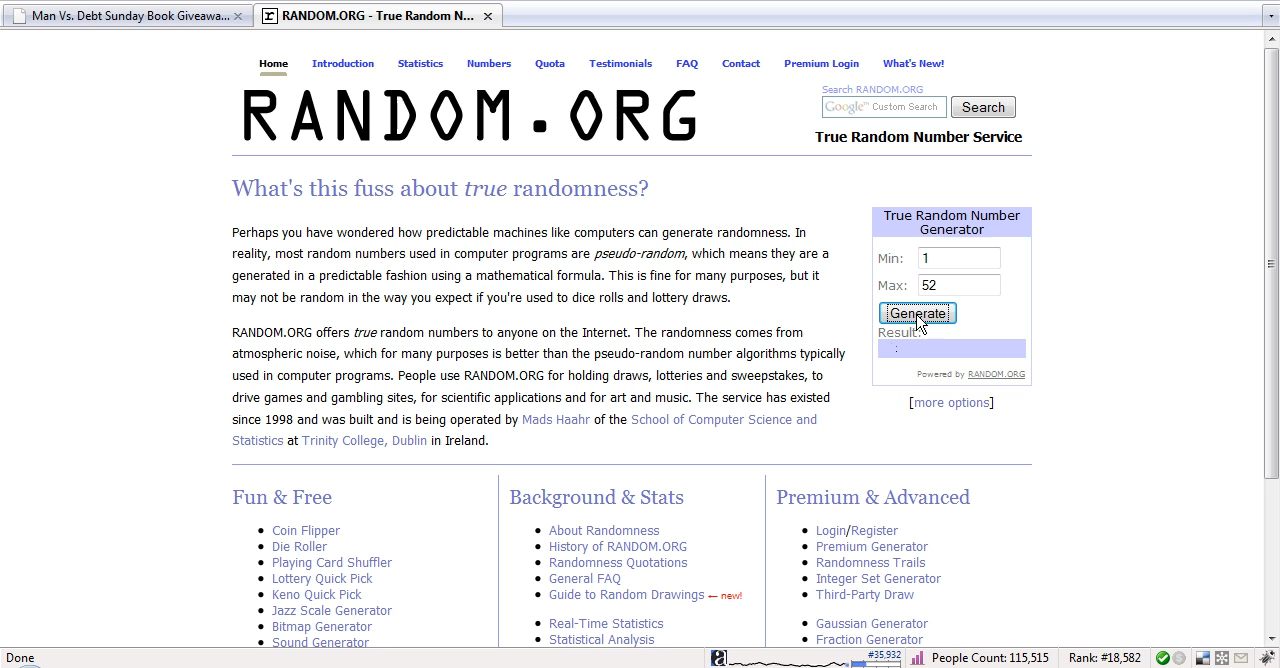 Man Vs. Debt Sunday Book Giveawa...
RANDOM.ORG - True Random N...
Home Introduction Statistics Numbers Quota Testimonials FAQ Contact Premium Login What's New!
RANDOM.ORG
Search RANDOM.ORG
Google™ Custom Search Search
True Random Number Service
What's this fuss about true randomness?
Perhaps you have wondered how predictable machines like computers can generate randomness. In
reality, most random numbers used in computer programs are pseudo-random, which means they are a
generated in a predictable fashion using a mathematical formula. This is fine for many purposes, but it
may not be random in the way you expect if you're used to dice rolls and lottery draws.
RANDOM.ORG offers true random numbers to anyone on the Internet. The randomness comes from
atmospheric noise, which for many purposes is better than the pseudo-random number algorithms typically
used in computer programs. People use RANDOM.ORG for holding draws, lotteries and sweepstakes, to
drive games and gambling sites, for scientific applications and for art and music. The service has existed
since 1998 and was built and is being operated by Mads Haahr of the School of Computer Science and
Statistics at Trinity College, Dublin in Ireland.
True Random Number
Generator
Min: 1
Max: 52
Generate
Result:
:
Powered by RANDOM.ORG
[more options]
Fun & Free
Coin Flipper
Die Roller
Playing Card Shuffler
Lottery Quick Pick
Keno Quick Pick
Jazz Scale Generator
Bitmap Generator
Sound Generator
Background & Stats
About Randomness
History of RANDOM.ORG
Randomness Quotations
General FAQ
Guide to Random Drawings ← new!
Real-Time Statistics
Statistical Analysis
Premium & Advanced
Login/Register
Premium Generator
Randomness Trails
Integer Set Generator
Third-Party Draw
Gaussian Generator
Fraction Generator
Done
a #35,932 People Count: 115,515 Rank: #18,582